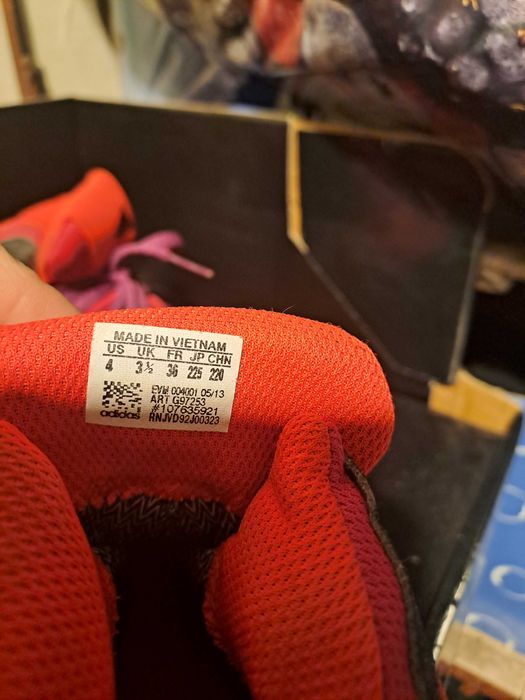 MADE IN VIETNAM
US UK FR JP CHN
4 3½ 36 225 220
EVM 004001 05/13
ART G97253
adidas #107635921
RNJVD92J00323